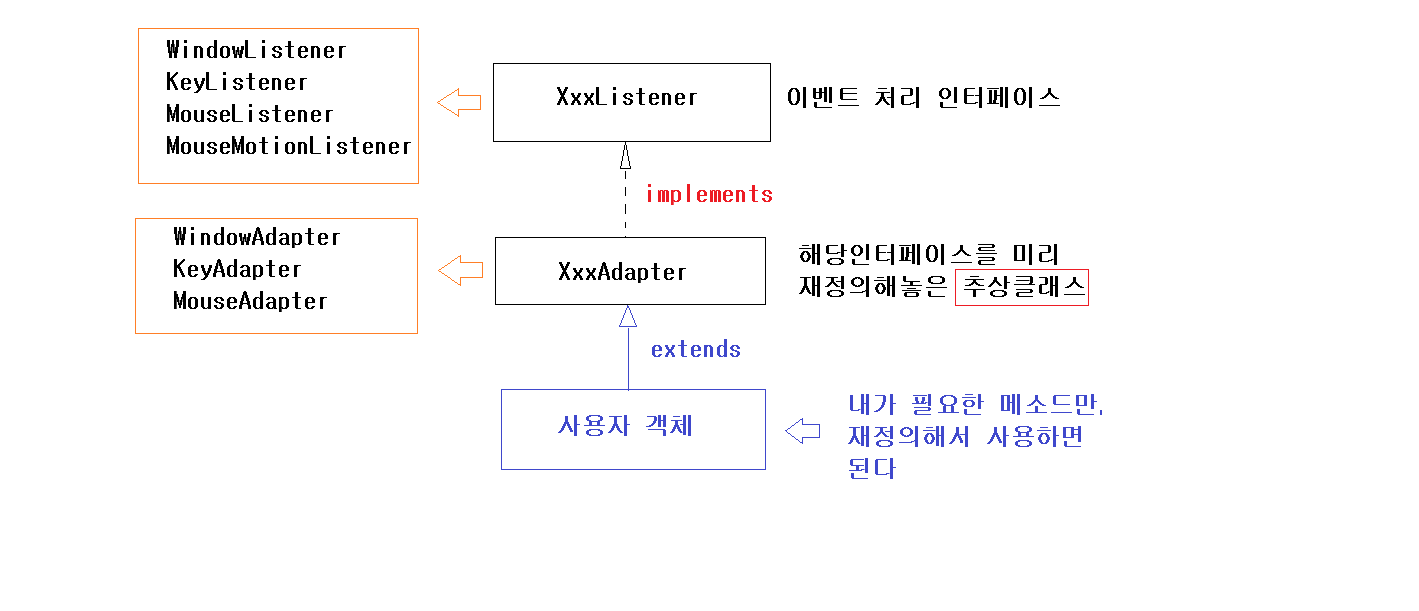 WindowListener
KeyListener
MouseListener
MouseMotionListener
XxxListener
이벤트 처리 인터페이스
implements
WindowAdapter
KeyAdapter
MouseAdapter
XxxAdapter
해당인터페이스를 미리
재정의해놓은 추상클래스
extends
사용자 객체
내가 필요한 메소드만,
재정의해서 사용하면
된다